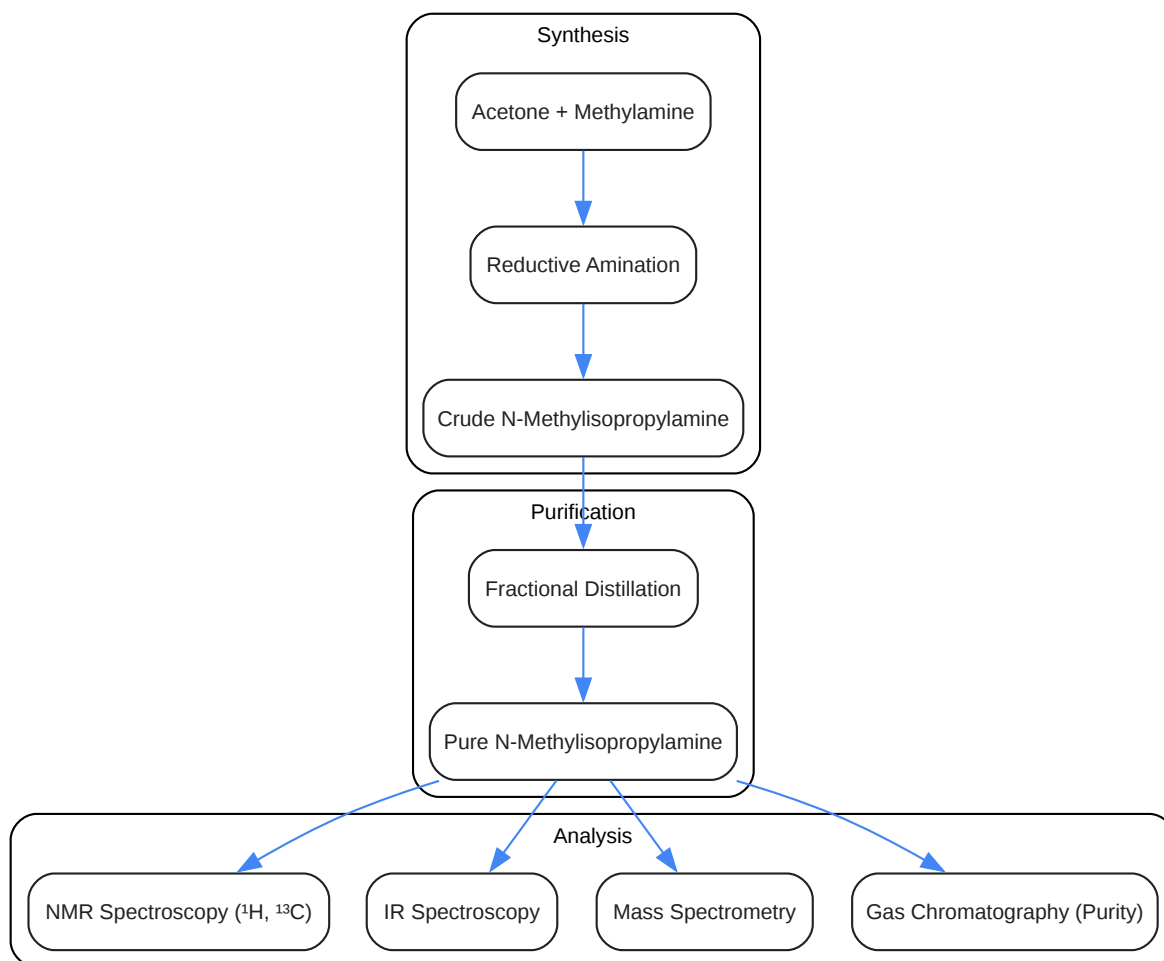 Synthesis
Acetone + Methylamine
Reductive Amination
Crude N-Methylisopropylamine
Purification
Fractional Distillation
Pure N-Methylisopropylamine
Analysis
NMR Spectroscopy (¹H, ¹³C)
IR Spectroscopy
Mass Spectrometry
Gas Chromatography (Purity)